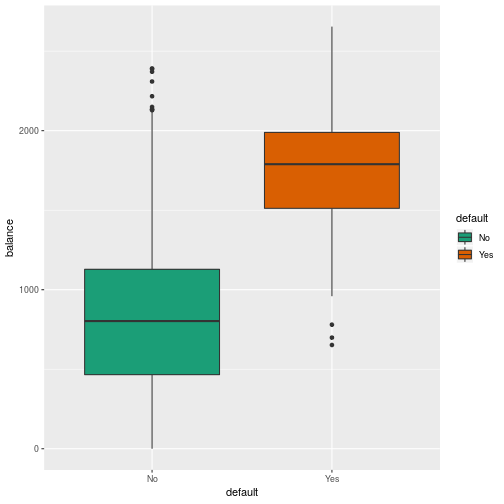 balance
2000
1000
0
No
Yes
default
default
No
Yes